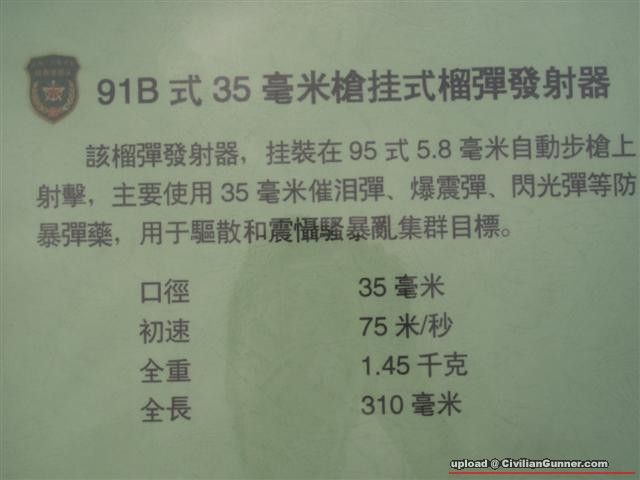 91B 式 35 毫米槍挂式榴彈發射器
該榴彈發射器，挂裝在 95 式 5.8 毫米自動步槍上
射擊，主要使用 35 毫米催泪彈、爆震彈、閃光彈等防
暴彈藥，用于驅散和震懾騷暴亂集群目標。
口徑 35 毫米
初速 75 米/秒
全重 1.45 千克
全長 310 毫米
upload @ CivilianGunner.com